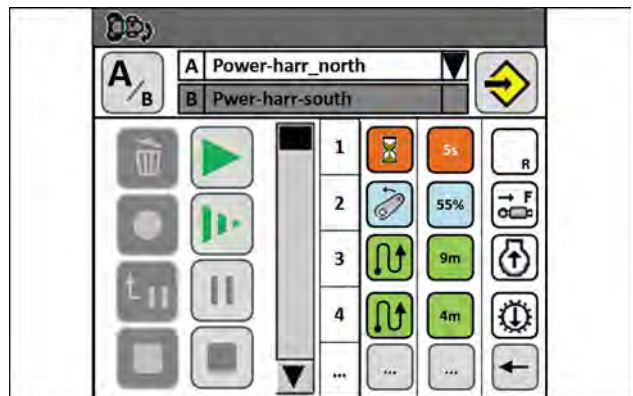 A/B
A Power-harr_north
B Pwer-harr-south
1 5s R
2 55% F
3 9m
4 4m
... ... ...